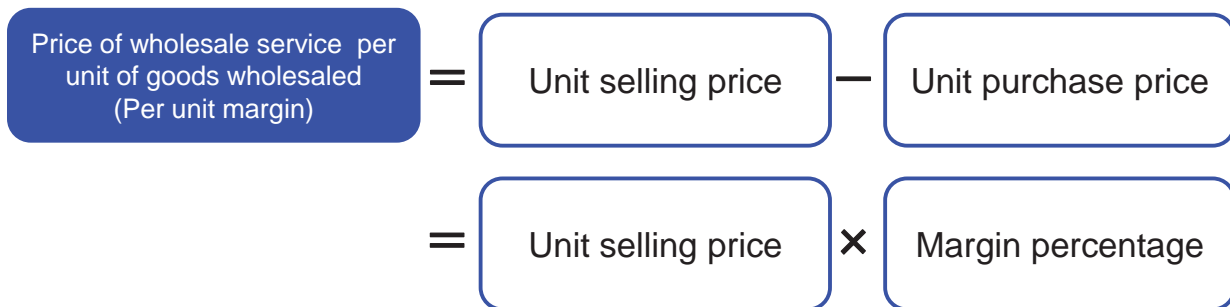 Price of wholesale service per
unit of goods wholesaled
(Per unit margin)
= Unit selling price — Unit purchase price
= Unit selling price × Margin percentage